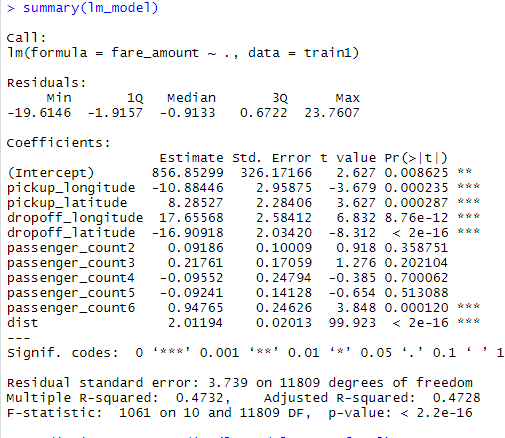 > summary(lm_model)
Call:
lm(formula = fare_amount ~ ., data = train1)
Residuals:
     Min       1Q   Median       3Q      Max
-19.6146  -1.9157  -0.9133   0.6722  23.7607
Coefficients:
                   Estimate Std. Error t value Pr(>|t|)
(Intercept)       856.85299  326.17166   2.627 0.008625 **
pickup_longitude  -10.88446    2.95875  -3.679 0.000235 ***
pickup_latitude     8.28527    2.28406   3.627 0.000287 ***
dropoff_longitude  17.65568    2.58412   6.832 8.76e-12 ***
dropoff_latitude  -16.90918    2.03420  -8.312  < 2e-16 ***
passenger_count2    0.09186    0.10009   0.918 0.358751
passenger_count3    0.21761    0.17059   1.276 0.202104
passenger_count4   -0.09552    0.24794  -0.385 0.700062
passenger_count5   -0.09241    0.14128  -0.654 0.513088
passenger_count6    0.94765    0.24626   3.848 0.000120 ***
dist                2.01194    0.02013  99.923  < 2e-16 ***
---
Signif. codes:  0 ‘***’ 0.001 ‘**’ 0.01 ‘*’ 0.05 ‘.’ 0.1 ‘ ’ 1
Residual standard error: 3.739 on 11809 degrees of freedom
Multiple R-squared:  0.4732,    Adjusted R-squared:  0.4728
F-statistic:  1061 on 10 and 11809 DF,  p-value: < 2.2e-16